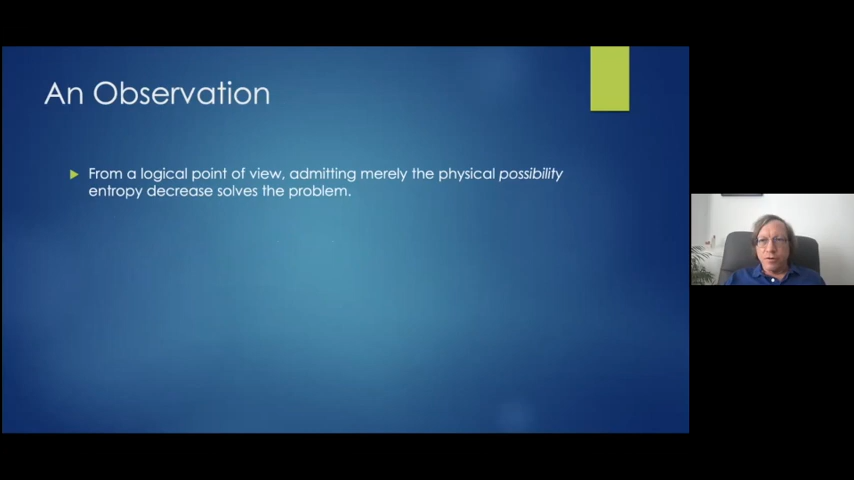 An Observation
From a logical point of view, admitting merely the physical possibility
entropy decrease solves the problem.